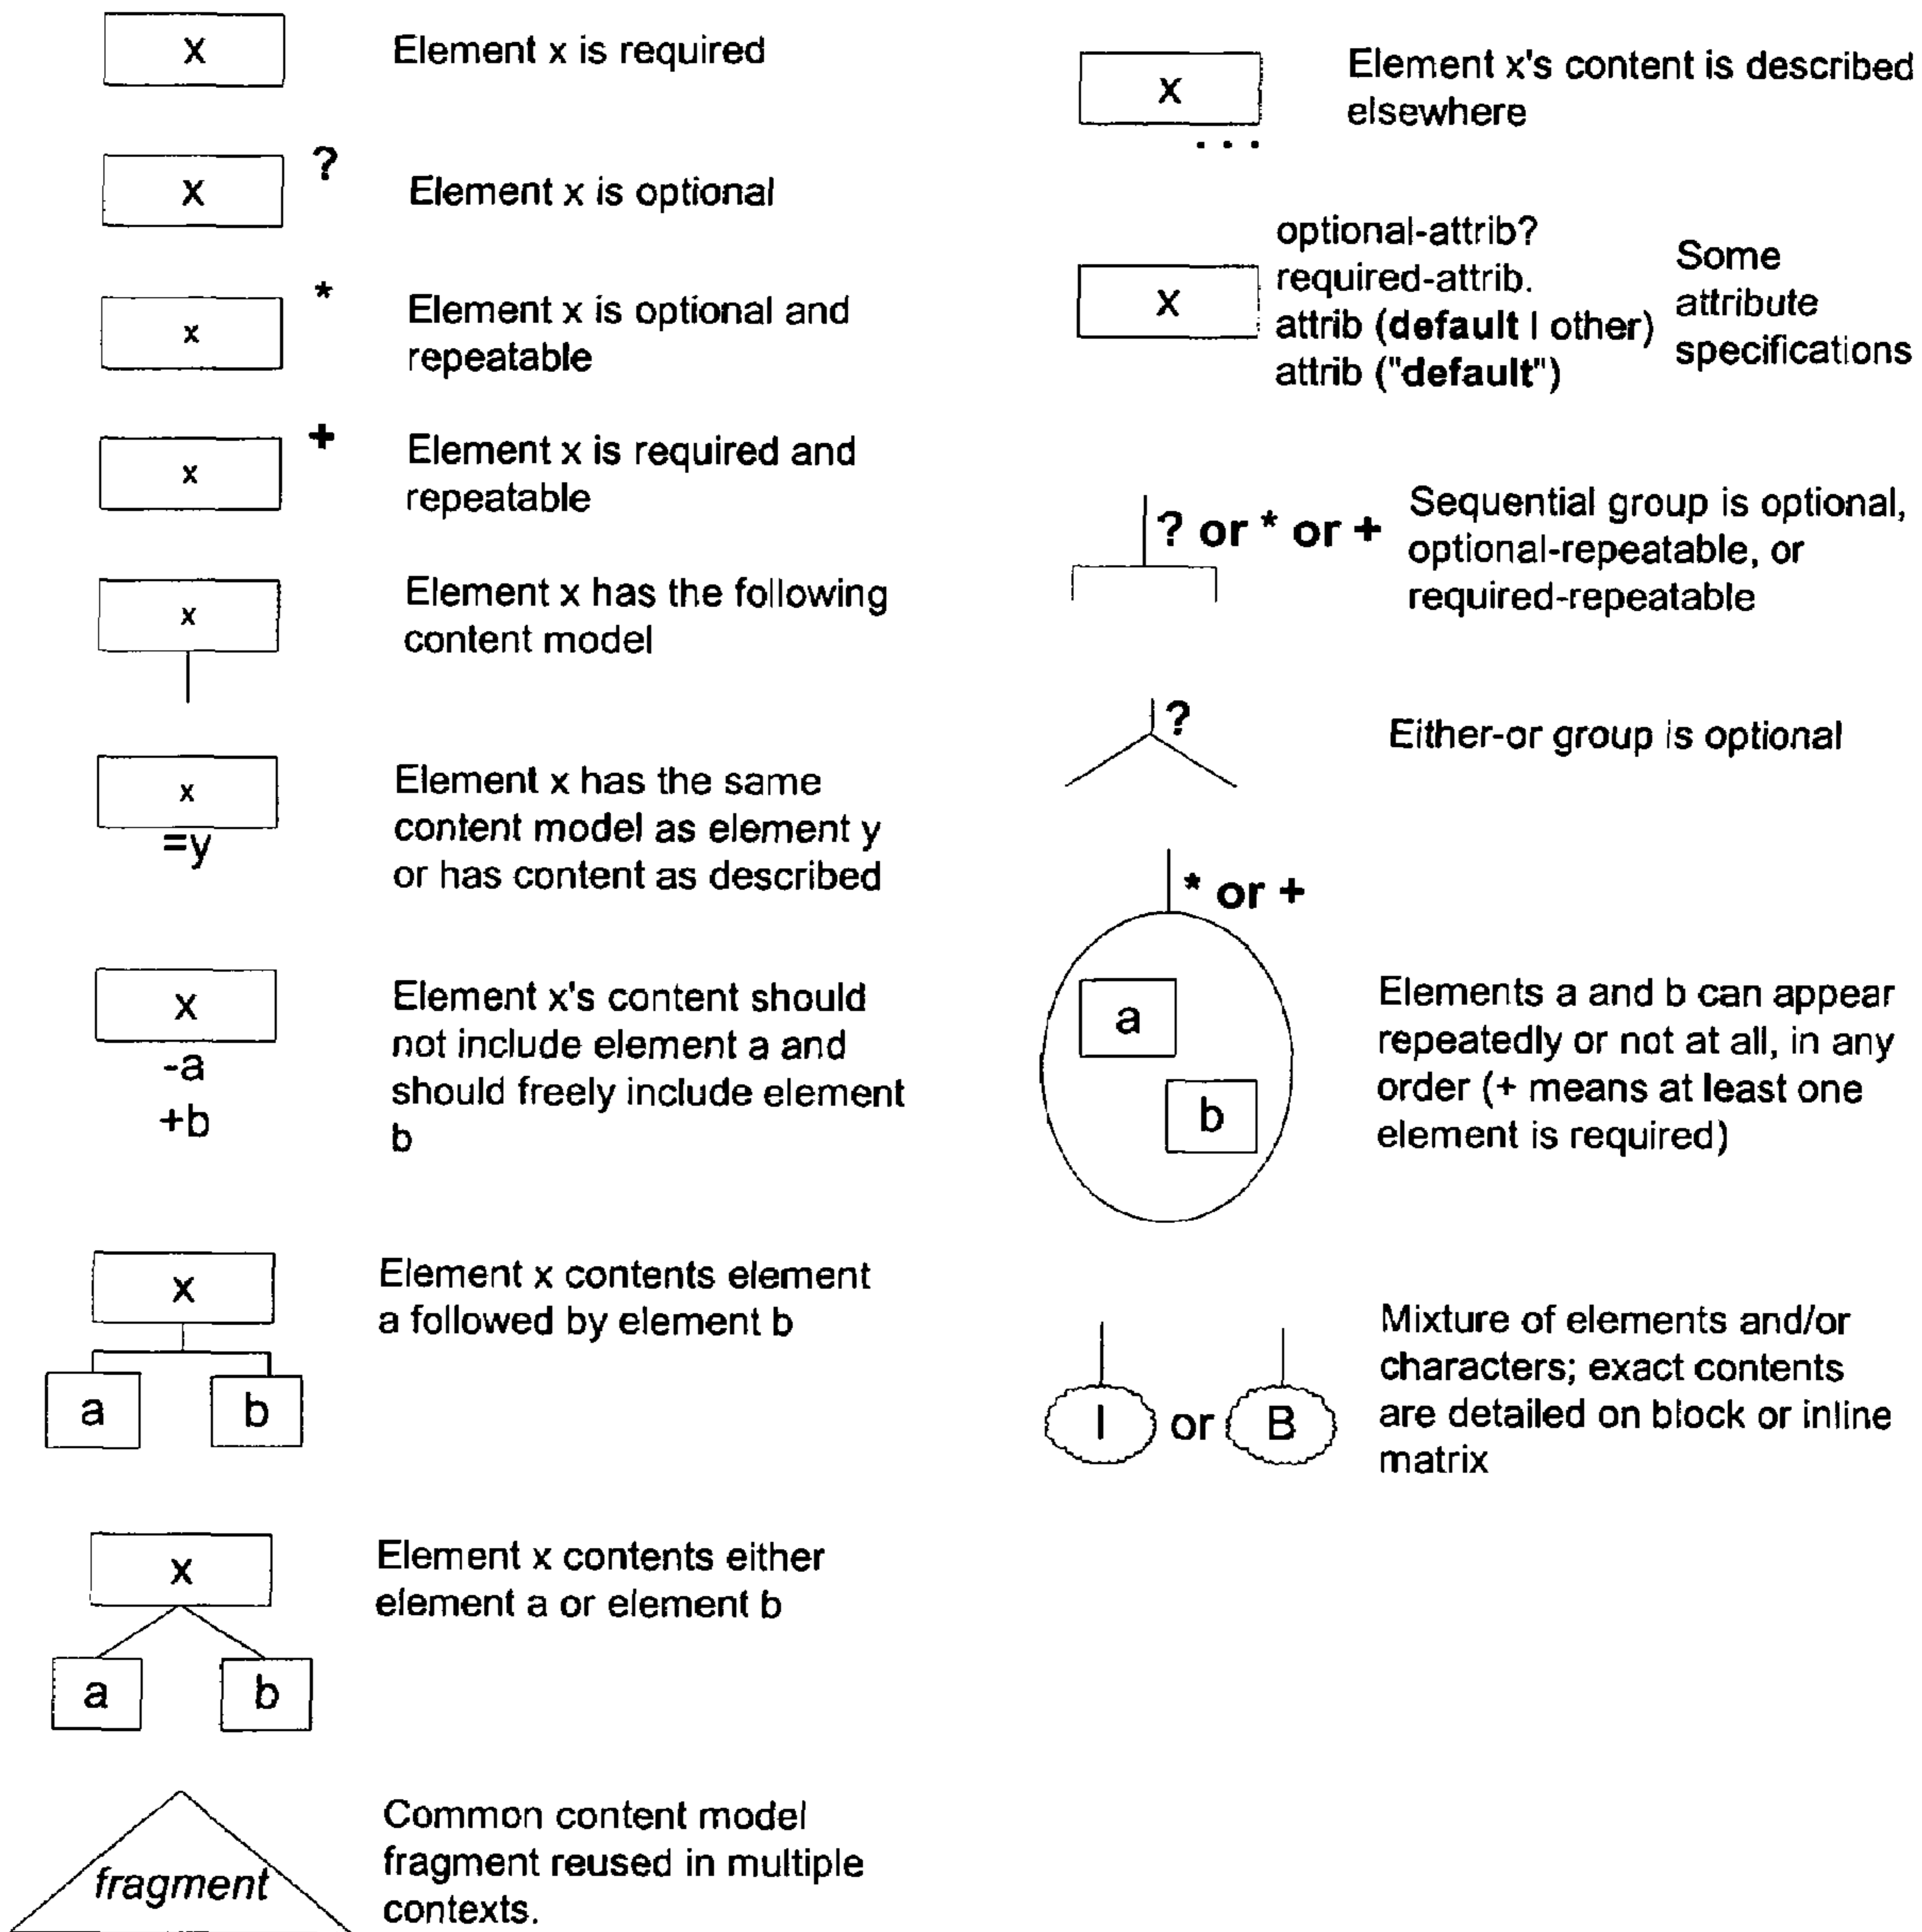 x
Element x is required
x
?
Element x is optional
x
*
Element x is optional and
repeatable
x
+
Element x is required and
repeatable
x
Element x has the following
content model
x
=y
Element x has the same
content model as element y
or has content as described
x
-a
+b
Element x's content should
not include element a and
should freely include element
b
x
a
b
Element x contents element
a followed by element b
x
a
b
Element x contents either
element a or element b
fragment
Common content model
fragment reused in multiple
contexts.
x
...
Element x's content is described
elsewhere
x
optional-attrib?
required-attrib.
attrib (default | other)
attrib ("default")
Some
attribute
specifications
? or * or +
Sequential group is optional,
optional-repeatable, or
required-repeatable
?
Either-or group is optional
* or +
a
b
Elements a and b can appear
repeatedly or not at all, in any
order (+ means at least one
element is required)
I or B
Mixture of elements and/or
characters; exact contents
are detailed on block or inline
matrix